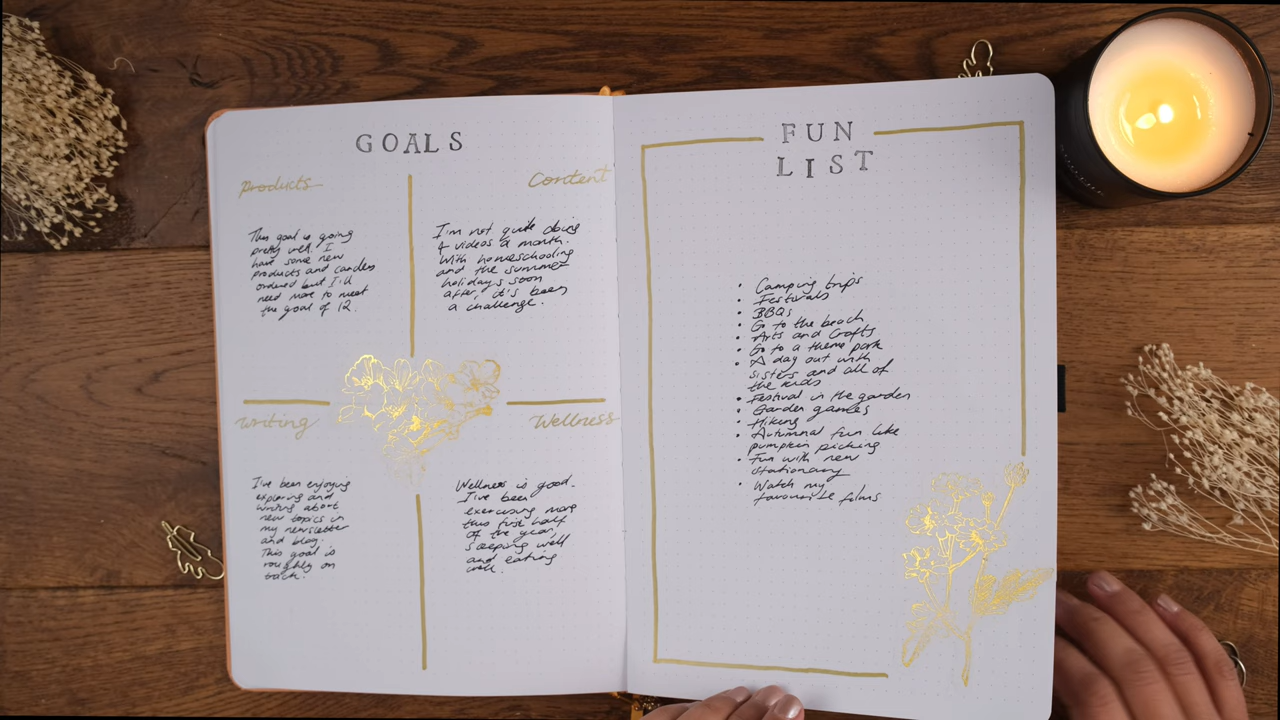 GOALS
Products
This goal is going
pretty well. I
have some new
products and candles
ordered but I'll
need more to meet
the goal of 12.
Content
I'm not quite doing
4 videos a month.
With homeschooling
and the summer
holidays soon
after, it's been
a challenge.
Writing
I've been enjoying
exploring and
writing about
new topics in
my newsletter
and blog.
This goal is
roughly on
track.
Wellness
Wellness is good.
I've been
exercising more
this first half
of the year,
sleeping well
and eating
well.
FUN
LIST
• Camping trips
• Festivals
• BBQs
• Go to the beach
• Arts and Crafts
• Go to a theme park
• A day out with
sisters and all of
the kids
• Festival in the garden
• Garden games
• Hiking
• Autumnal fun like
pumpkin picking
• Fun with new
stationary
• Watch my
favourite films